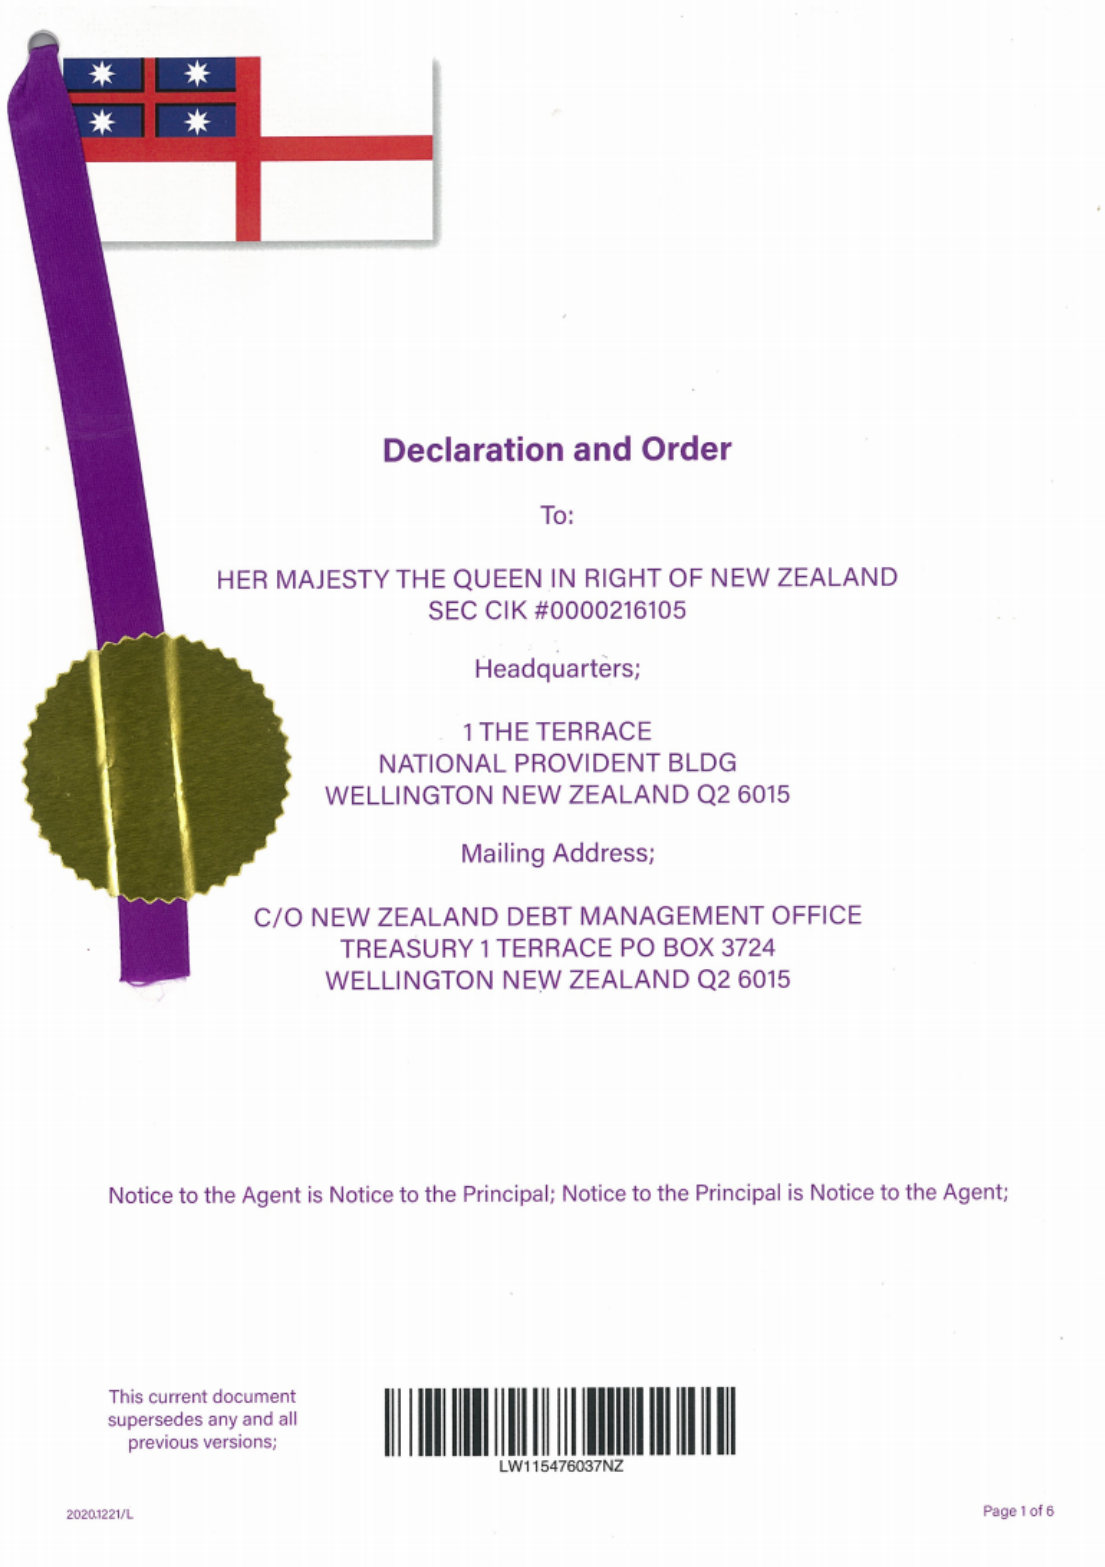 Declaration and Order
To:
HER MAJESTY THE QUEEN IN RIGHT OF NEW ZEALAND
SEC CIK #0000216105
Headquarters;
1 THE TERRACE
NATIONAL PROVIDENT BLDG
WELLINGTON NEW ZEALAND Q2 6015
Mailing Address;
C/O NEW ZEALAND DEBT MANAGEMENT OFFICE
TREASURY 1 TERRACE PO BOX 3724
WELLINGTON NEW ZEALAND Q2 6015
Notice to the Agent is Notice to the Principal; Notice to the Principal is Notice to the Agent;
This current document
supersedes any and all
previous versions;
LW115476037NZ
2020.1221/L
Page 1 of 6